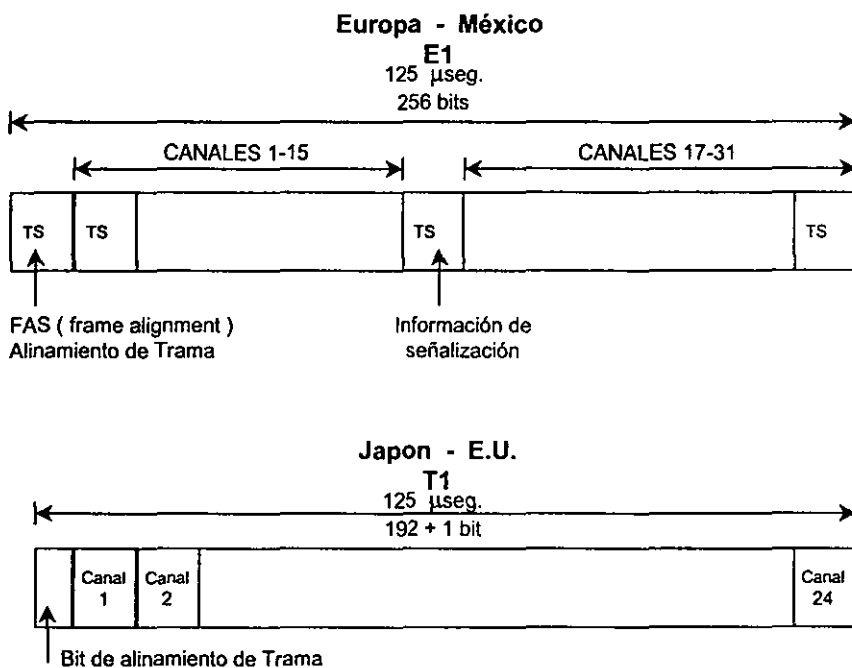 Europa - México
E1
125 µseg.
256 bits
CANALES 1-15
CANALES 17-31
TS
TS
TS
TS
FAS ( frame alignment )
Alinamiento de Trama
Información de
señalización
Japon - E.U.
T1
125 µseg.
192 + 1 bit
Canal
1
Canal
2
Canal
24
Bit de alinamiento de Trama